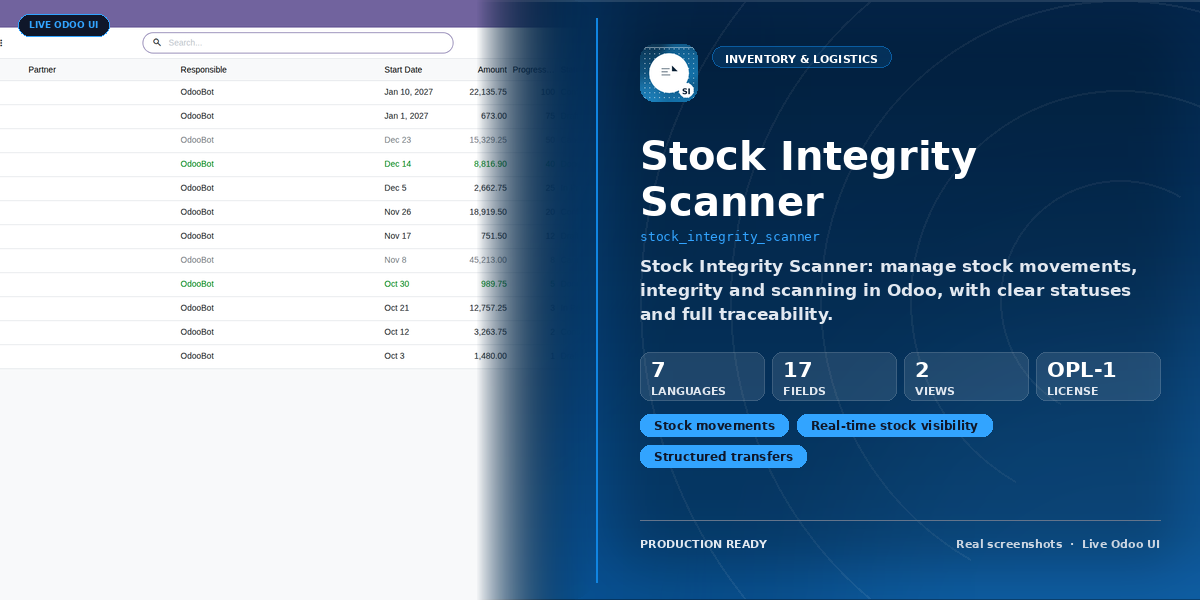 LIVE ODOO UI
Search...
Partner Responsible Start Date Amount Progress...
OdooBot Jan 10, 2027 22,135.75 100
OdooBot Jan 1, 2027 673.00
OdooBot Dec 23 15,329.25
OdooBot Dec 14 8,816.90
OdooBot Dec 5 2,662.75
OdooBot Nov 26 18,919.50
OdooBot Nov 17 751.50
OdooBot Nov 8 45,213.00
OdooBot Oct 30 989.75
OdooBot Oct 21 12,757.25
OdooBot Oct 12 3,263.75
OdooBot Oct 3 1,480.00
SI
INVENTORY & LOGISTICS
Stock Integrity
Scanner
stock_integrity_scanner
Stock Integrity Scanner: manage stock movements,
integrity and scanning in Odoo, with clear statuses
and full traceability.
7 17 2 OPL-1
LANGUAGES FIELDS VIEWS LICENSE
Stock movements Real-time stock visibility
Structured transfers
PRODUCTION READY Real screenshots · Live Odoo UI